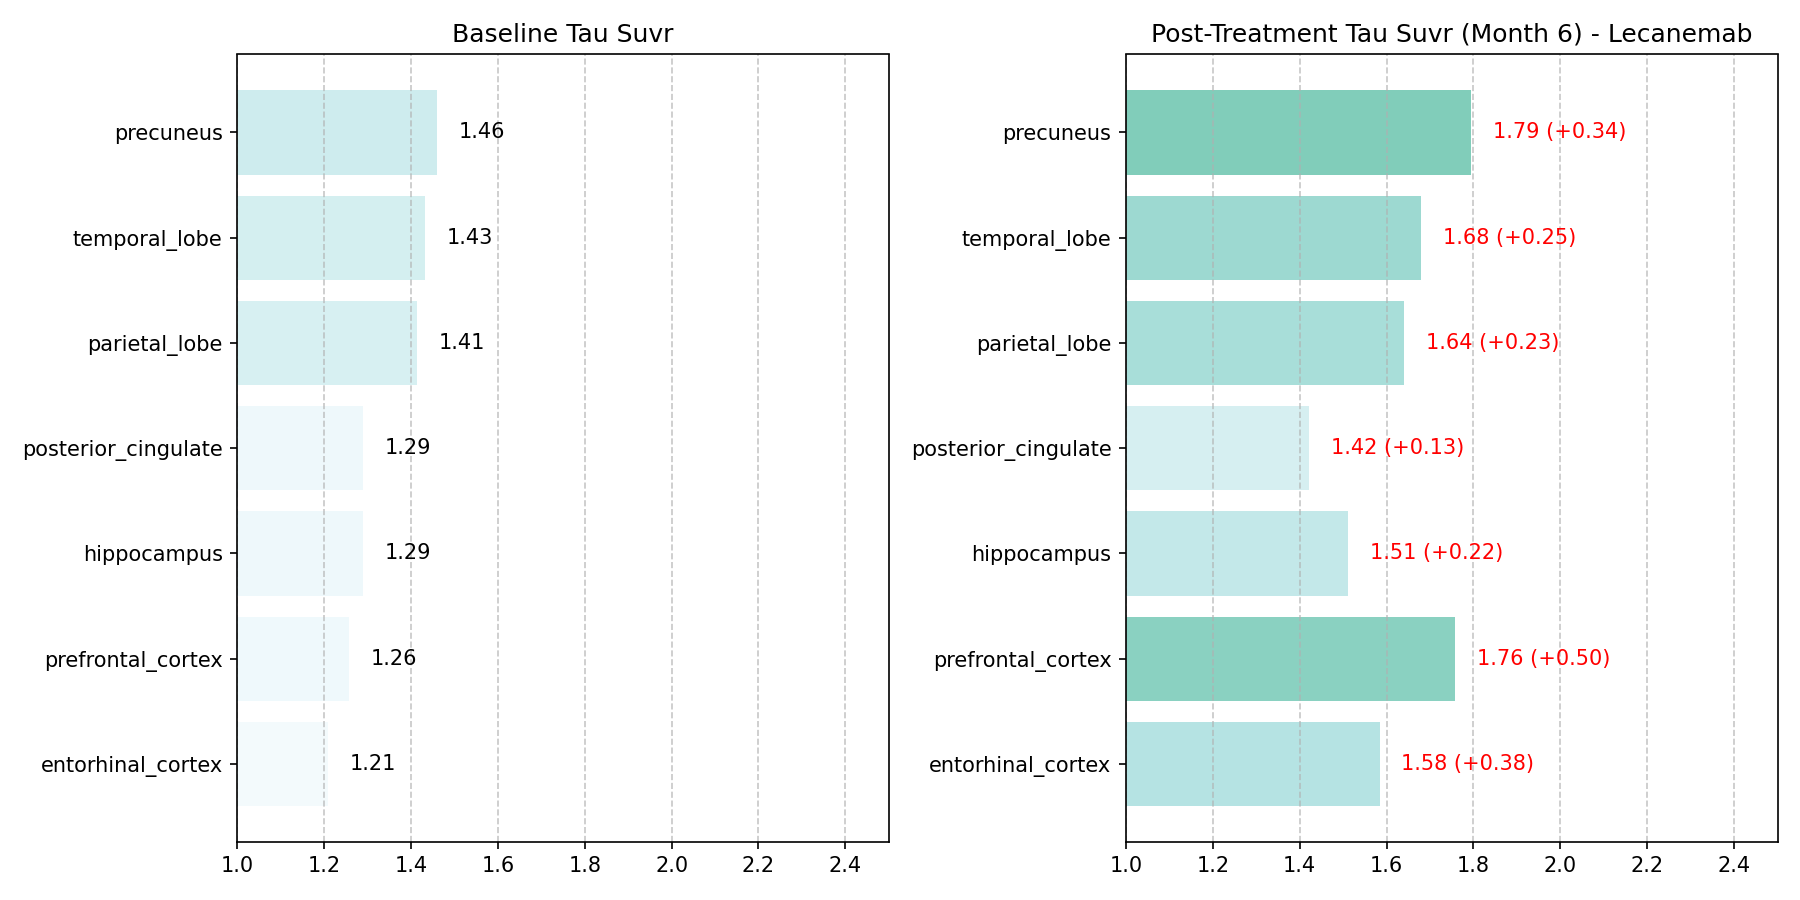 Baseline Tau Suvr
precuneus
1.46
temporal_lobe
1.43
parietal_lobe
1.41
posterior_cingulate
1.29
hippocampus
1.29
prefrontal_cortex
1.26
entorhinal_cortex
1.21
1.0 1.2 1.4 1.6 1.8 2.0 2.2 2.4
Post-Treatment Tau Suvr (Month 6) - Lecanemab
precuneus
1.79 (+0.34)
temporal_lobe
1.68 (+0.25)
parietal_lobe
1.64 (+0.23)
posterior_cingulate
1.42 (+0.13)
hippocampus
1.51 (+0.22)
prefrontal_cortex
1.76 (+0.50)
entorhinal_cortex
1.58 (+0.38)
1.0 1.2 1.4 1.6 1.8 2.0 2.2 2.4